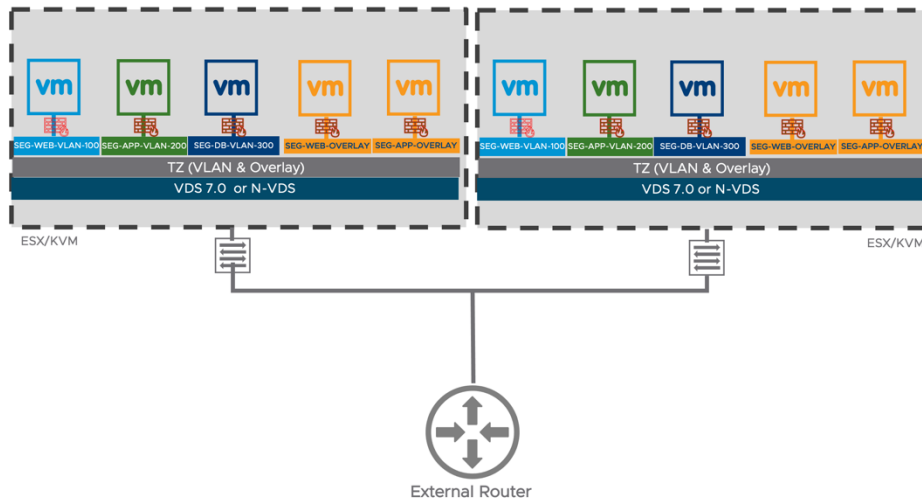 vm vm vm vm vm
SEG-WEB-VLAN-100 SEG-APP-VLAN-200 SEG-DB-VLAN-300 SEG-WEB-OVERLAY SEG-APP-OVERLAY
TZ (VLAN & Overlay)
VDS 7.0 or N-VDS
ESX/KVM
vm vm vm vm vm
SEG-WEB-VLAN-100 SEG-APP-VLAN-200 SEG-DB-VLAN-300 SEG-WEB-OVERLAY SEG-APP-OVERLAY
TZ (VLAN & Overlay)
VDS 7.0 or N-VDS
ESX/KVM
External Router